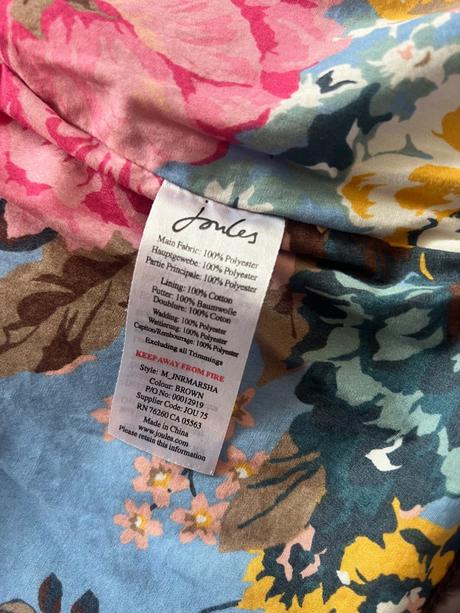 Joules
Main Fabric: 100% Polyester
Hauptgewebe: 100% Polyester
Partie Principale: 100% Polyester
Lining: 100% Cotton
Futter: 100% Baumwolle
Doublure: 100% Coton
Wadding: 100% Polyester
Wattierung: 100% Polyester
Capiton/Rembourrage: 100% Polyester
Excluding all Trimmings
KEEP AWAY FROM FIRE
Style: M_JNRMARSHA
Colour: BROWN
P/O No: 00012919
Supplier Code: JOU 75
RN 76260 CA 05563
Made in China
www.joules.com
Please retain this information